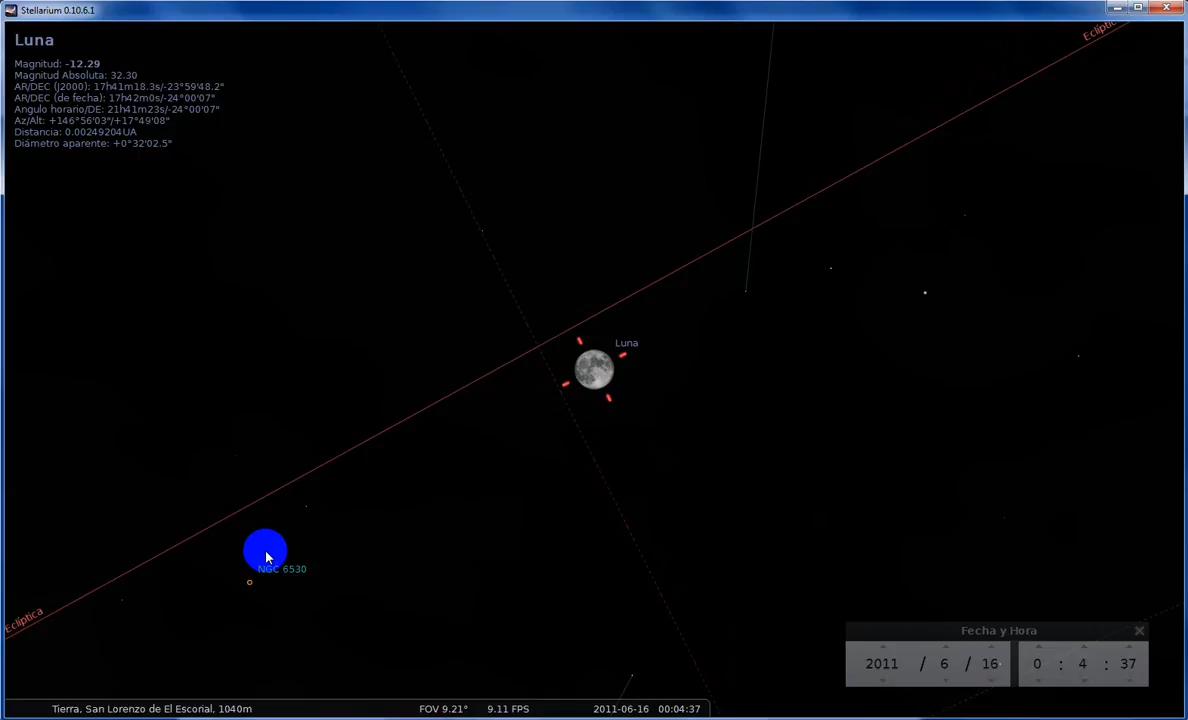 Stellarium 0.10.6.1
Luna
Magnitud: -12.29
Magnitud Absoluta: 32.30
AR/DEC (J2000): 17h41m18.3s/-23°59'48.2"
AR/DEC (de fecha): 17h42m0s/-24°00'07"
Angulo horario/DE: 21h41m23s/-24°00'07"
Az/Alt: +146°56'03"/+17°49'08"
Distancia: 0.00249204UA
Diámetro aparente: +0°32'02.5"
Eclíptica
Luna
NGC 6530
Eclíptica
Fecha y Hora
2011 / 6 / 16 0 : 4 : 37
Tierra, San Lorenzo de El Escorial, 1040m FOV 9.21° 9.11 FPS 2011-06-16 00:04:37